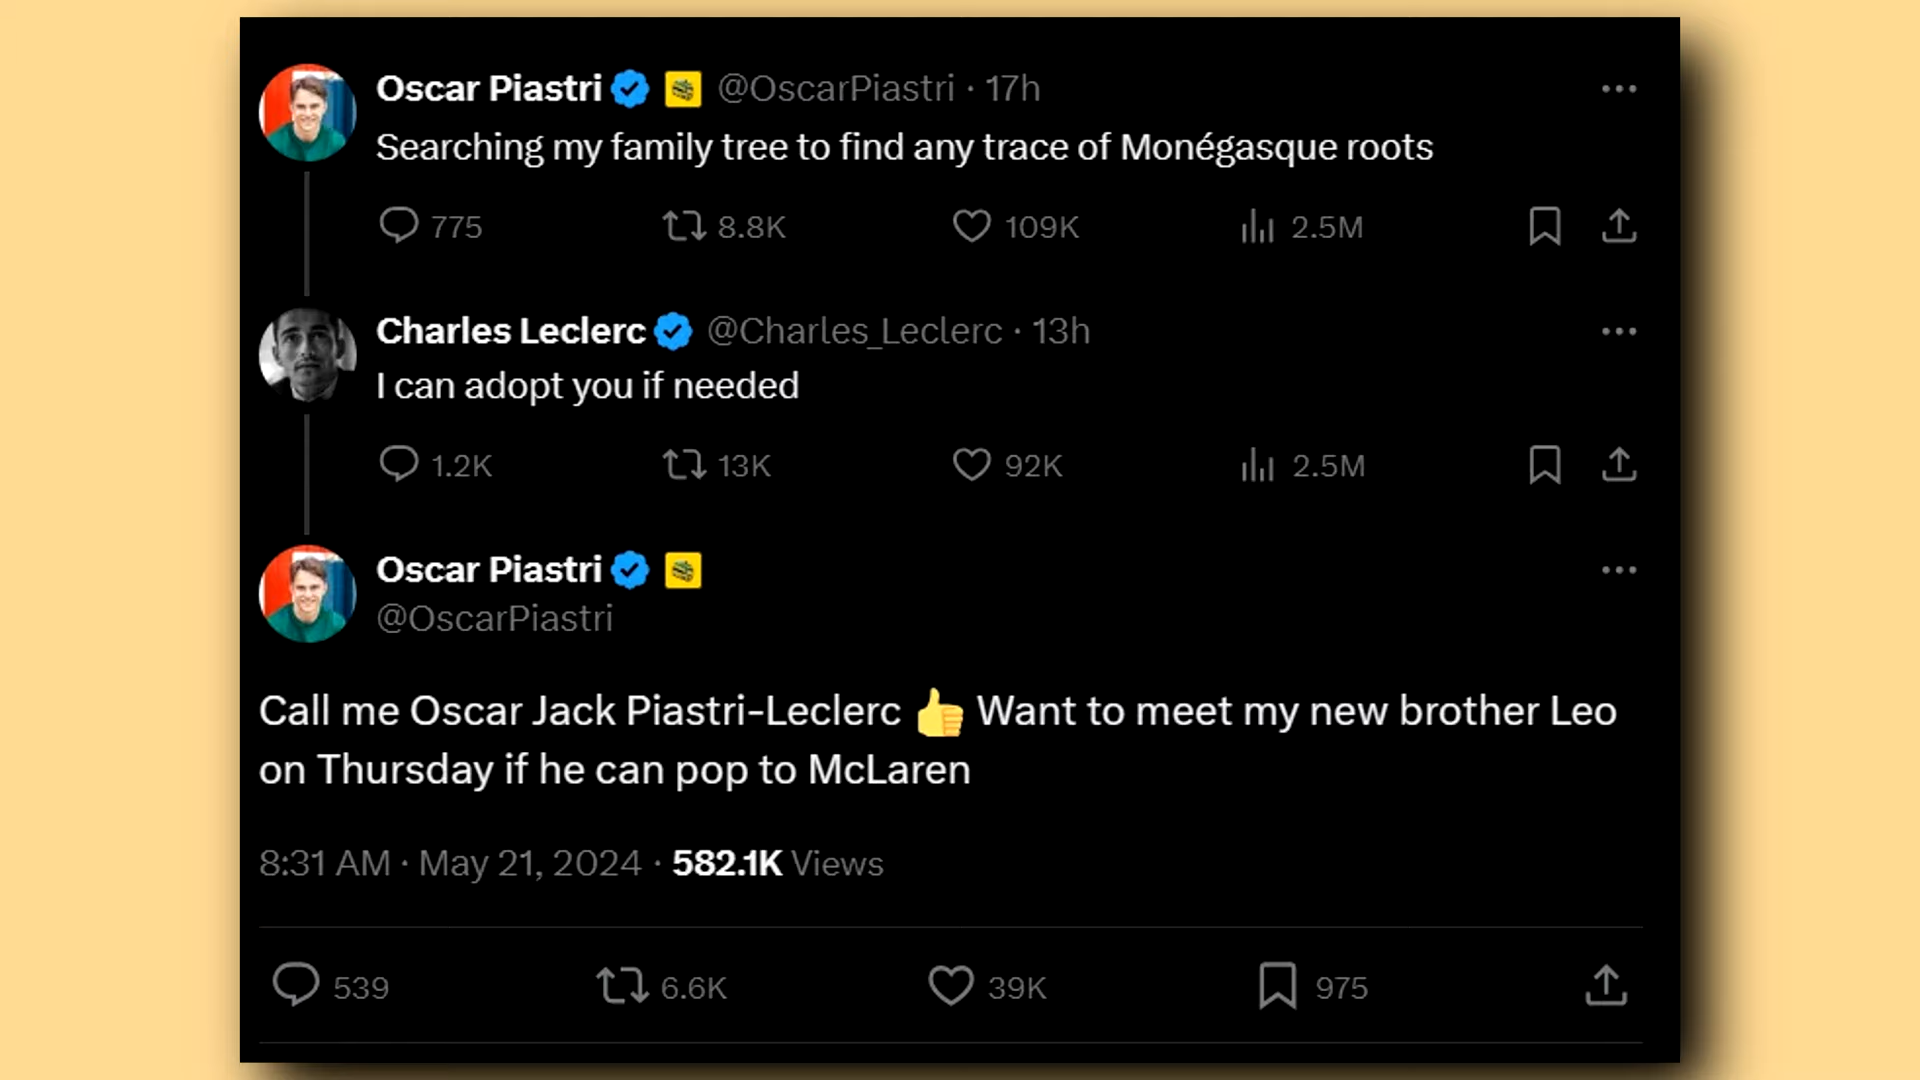 Oscar Piastri @OscarPiastri · 17h
Searching my family tree to find any trace of Monégasque roots
775 8.8K 109K 2.5M
Charles Leclerc @Charles_Leclerc · 13h
I can adopt you if needed
1.2K 13K 92K 2.5M
Oscar Piastri
@OscarPiastri
Call me Oscar Jack Piastri-Leclerc 👍 Want to meet my new brother Leo
on Thursday if he can pop to McLaren
8:31 AM · May 21, 2024 · 582.1K Views
539 6.6K 39K 975